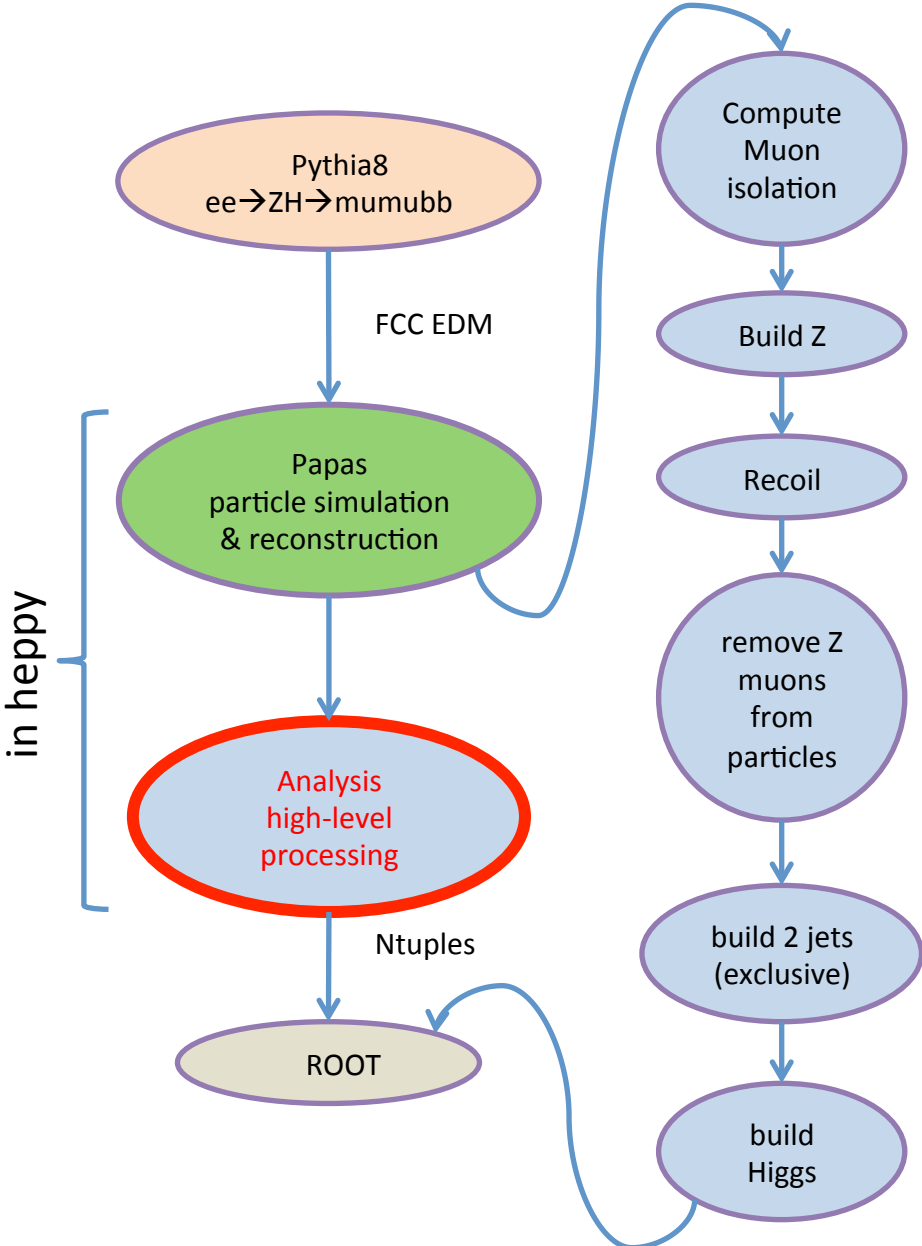 Pythia8
ee→ZH→mumubb
FCC EDM
Papas
particle simulation
& reconstruction
in heppy
Analysis
high-level
processing
Ntuples
ROOT
Compute
Muon
isolation
Build Z
Recoil
remove Z
muons
from
particles
build 2 jets
(exclusive)
build
Higgs